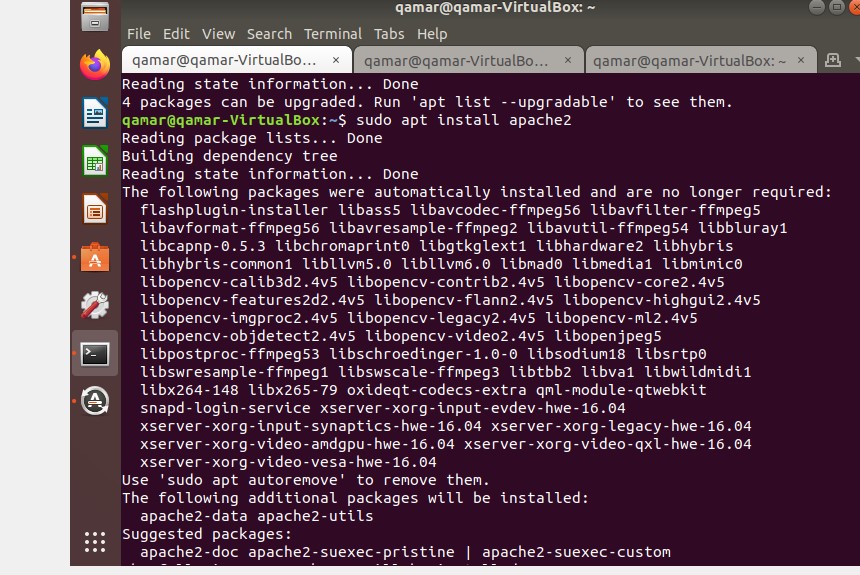 qamar@qamar-VirtualBox: ~
File Edit View Search Terminal Tabs Help
qamar@qamar-VirtualBo... × qamar@qamar-VirtualBo... × qamar@qamar-VirtualBox: ~ ×
Reading state information... Done
4 packages can be upgraded. Run 'apt list --upgradable' to see them.
qamar@qamar-VirtualBox:~$ sudo apt install apache2
Reading package lists... Done
Building dependency tree
Reading state information... Done
The following packages were automatically installed and are no longer required:
flashplugin-installer libass5 libavcodec-ffmpeg56 libavfilter-ffmpeg5
libavformat-ffmpeg56 libavresample-ffmpeg2 libavutil-ffmpeg54 libbluray1
libcapnp-0.5.3 libchromaprint0 libgtkglext1 libhardware2 libhybris
libhybris-common1 libllvm5.0 libllvm6.0 libmad0 libmedia1 libmimic0
libopencv-calib3d2.4v5 libopencv-contrib2.4v5 libopencv-core2.4v5
libopencv-features2d2.4v5 libopencv-flann2.4v5 libopencv-highgui2.4v5
libopencv-imgproc2.4v5 libopencv-legacy2.4v5 libopencv-ml2.4v5
libopencv-objdetect2.4v5 libopencv-video2.4v5 libopenjpeg5
libpostproc-ffmpeg53 libschroedinger-1.0-0 libsodium18 libsrtp0
libswresample-ffmpeg1 libswscale-ffmpeg3 libtbb2 libva1 libwildmidi1
libx264-148 libx265-79 oxideqt-codecs-extra qml-module-qtwebkit
snapd-login-service xserver-xorg-input-evdev-hwe-16.04
xserver-xorg-input-synaptics-hwe-16.04 xserver-xorg-legacy-hwe-16.04
xserver-xorg-video-amdgpu-hwe-16.04 xserver-xorg-video-qxl-hwe-16.04
xserver-xorg-video-vesa-hwe-16.04
Use 'sudo apt autoremove' to remove them.
The following additional packages will be installed:
apache2-data apache2-utils
Suggested packages:
apache2-doc apache2-suexec-pristine | apache2-suexec-custom